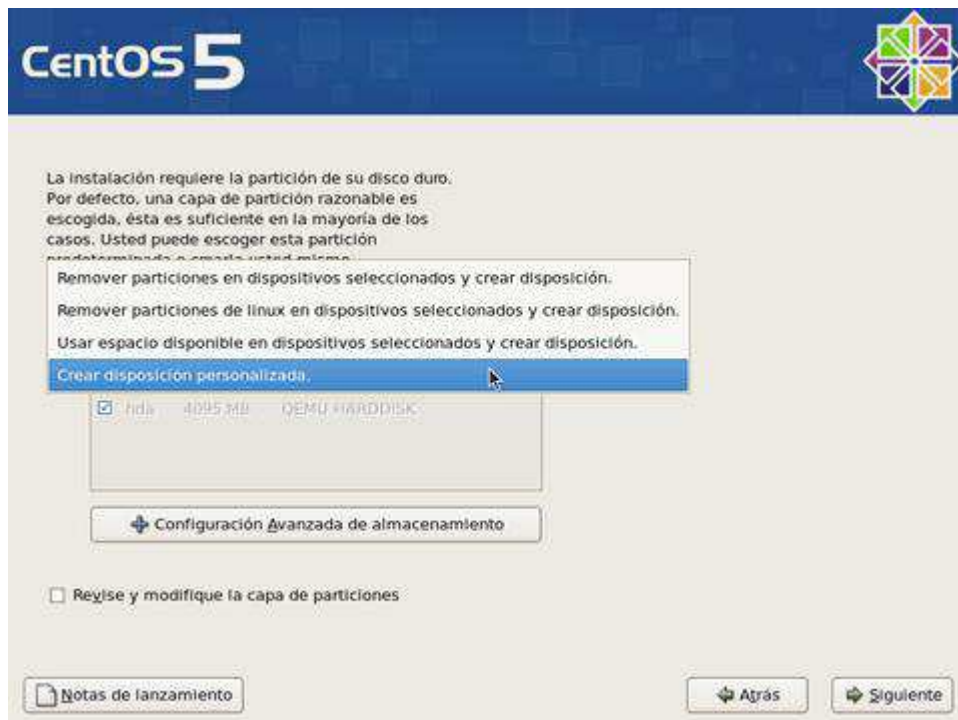 CentOS 5
La instalación requiere la partición de su disco duro.
Por defecto, una capa de partición razonable es
escogida, ésta es suficiente en la mayoría de los
casos. Usted puede escoger esta partición
predeterminada o crearla usted mismo.
Remover particiones en dispositivos seleccionados y crear disposición.
Remover particiones de linux en dispositivos seleccionados y crear disposición.
Usar espacio disponible en dispositivos seleccionados y crear disposición.
Crear disposición personalizada.
hda 4095 MB QEMU HARDDISK
Configuración Avanzada de almacenamiento
Revise y modifique la capa de particiones
Notas de lanzamiento
Atrás
Siguiente